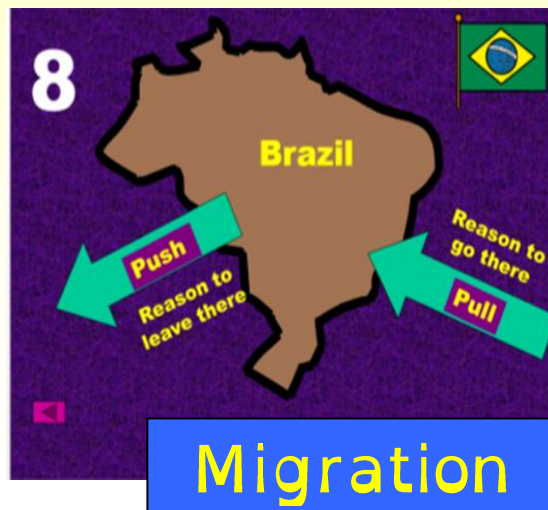 8
Brazil
Push
Reason to
leave there
Reason to
go there
Pull
Migration